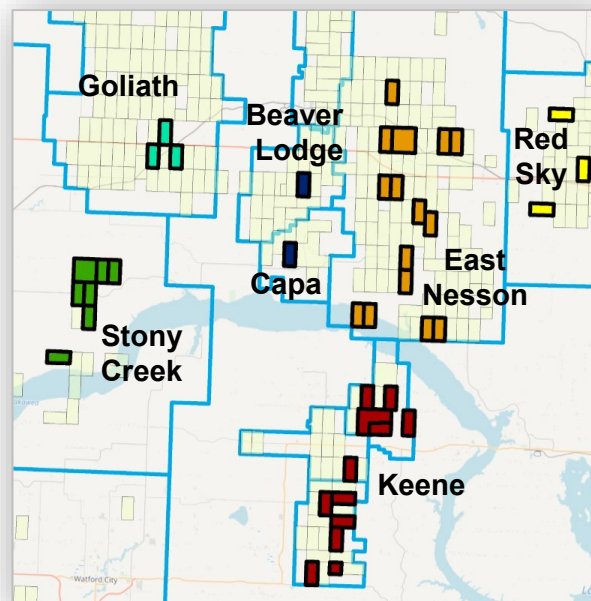 Goliath
Beaver
Lodge
Red
Sky
Capa
East
Nesson
Stony
Creek
Keene
Watford City